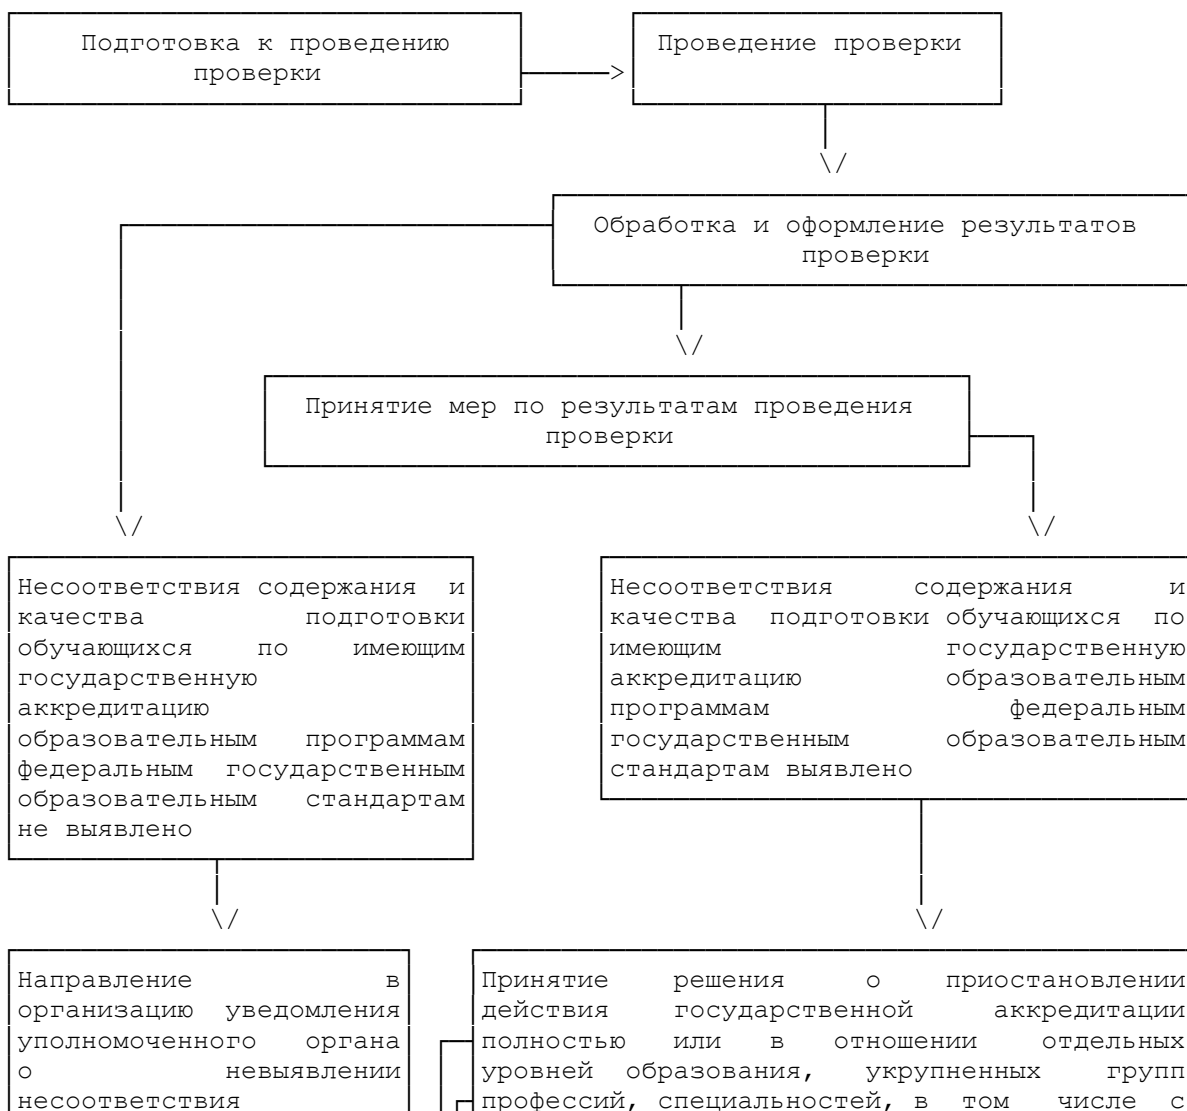 Подготовка к проведению
проверки
Проведение проверки
Обработка и оформление результатов
проверки
Принятие мер по результатам проведения
проверки
Несоответствия содержания и
качества подготовки
обучающихся по имеющим
государственную
аккредитацию
образовательным программам
федеральным государственным
образовательным стандартам
не выявлено
Несоответствия содержания и
качества подготовки обучающихся по
имеющим государственную
аккредитацию образовательным
программам федеральным
государственным образовательным
стандартам выявлено
Направление в
организацию уведомления
уполномоченного органа
о невыявлении
несоответствия
Принятие решения о приостановлении
действия государственной аккредитации
полностью или в отношении отдельных
уровней образования, укрупненных групп
профессий, специальностей, в том числе с